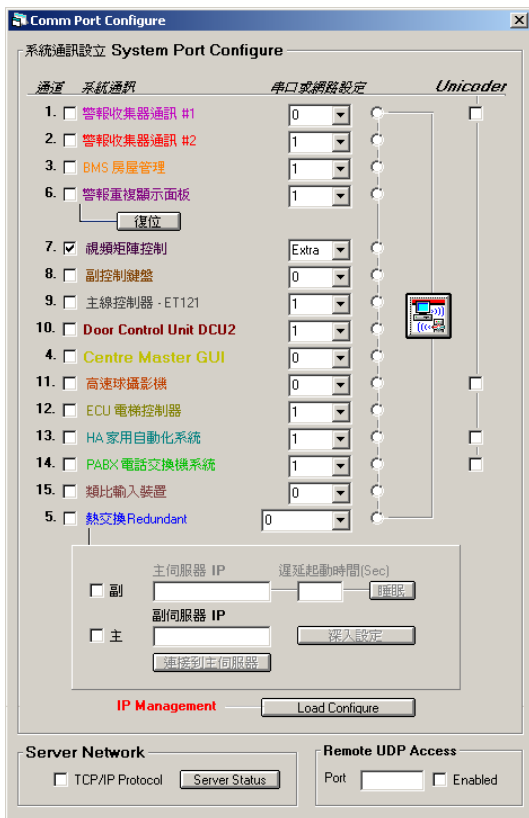 Comm Port Configure
系統通訊設立 System Port Configure
通道 系統通訊 串口或網路設定 Unicoder
1. 警報收集器通訊 #1 0
2. 警報收集器通訊 #2 1
3. BMS 房屋管理 1
6. 警報重複顯示面板 1
復位
7. 視頻矩陣控制 Extra
8. 副控制鍵盤 0
9. 主線控制器 - ET121 1
10. Door Control Unit DCU2 1
4. Centre Master GUI 0
11. 高速球攝影機 0
12. ECU 電梯控制器 1
13. HA 家用自動化系統 1
14. PABX 電話交換機系統 1
15. 類比輸入裝置 0
5. 熱交換Redundant 0
主伺服器 IP 遲延起動時間(Sec)
副 睡眠
副伺服器 IP
主 深入設定
連接到主伺服器
IP Management Load Configure
Server Network Remote UDP Access
TCP/IP Protocol Server Status Port Enabled